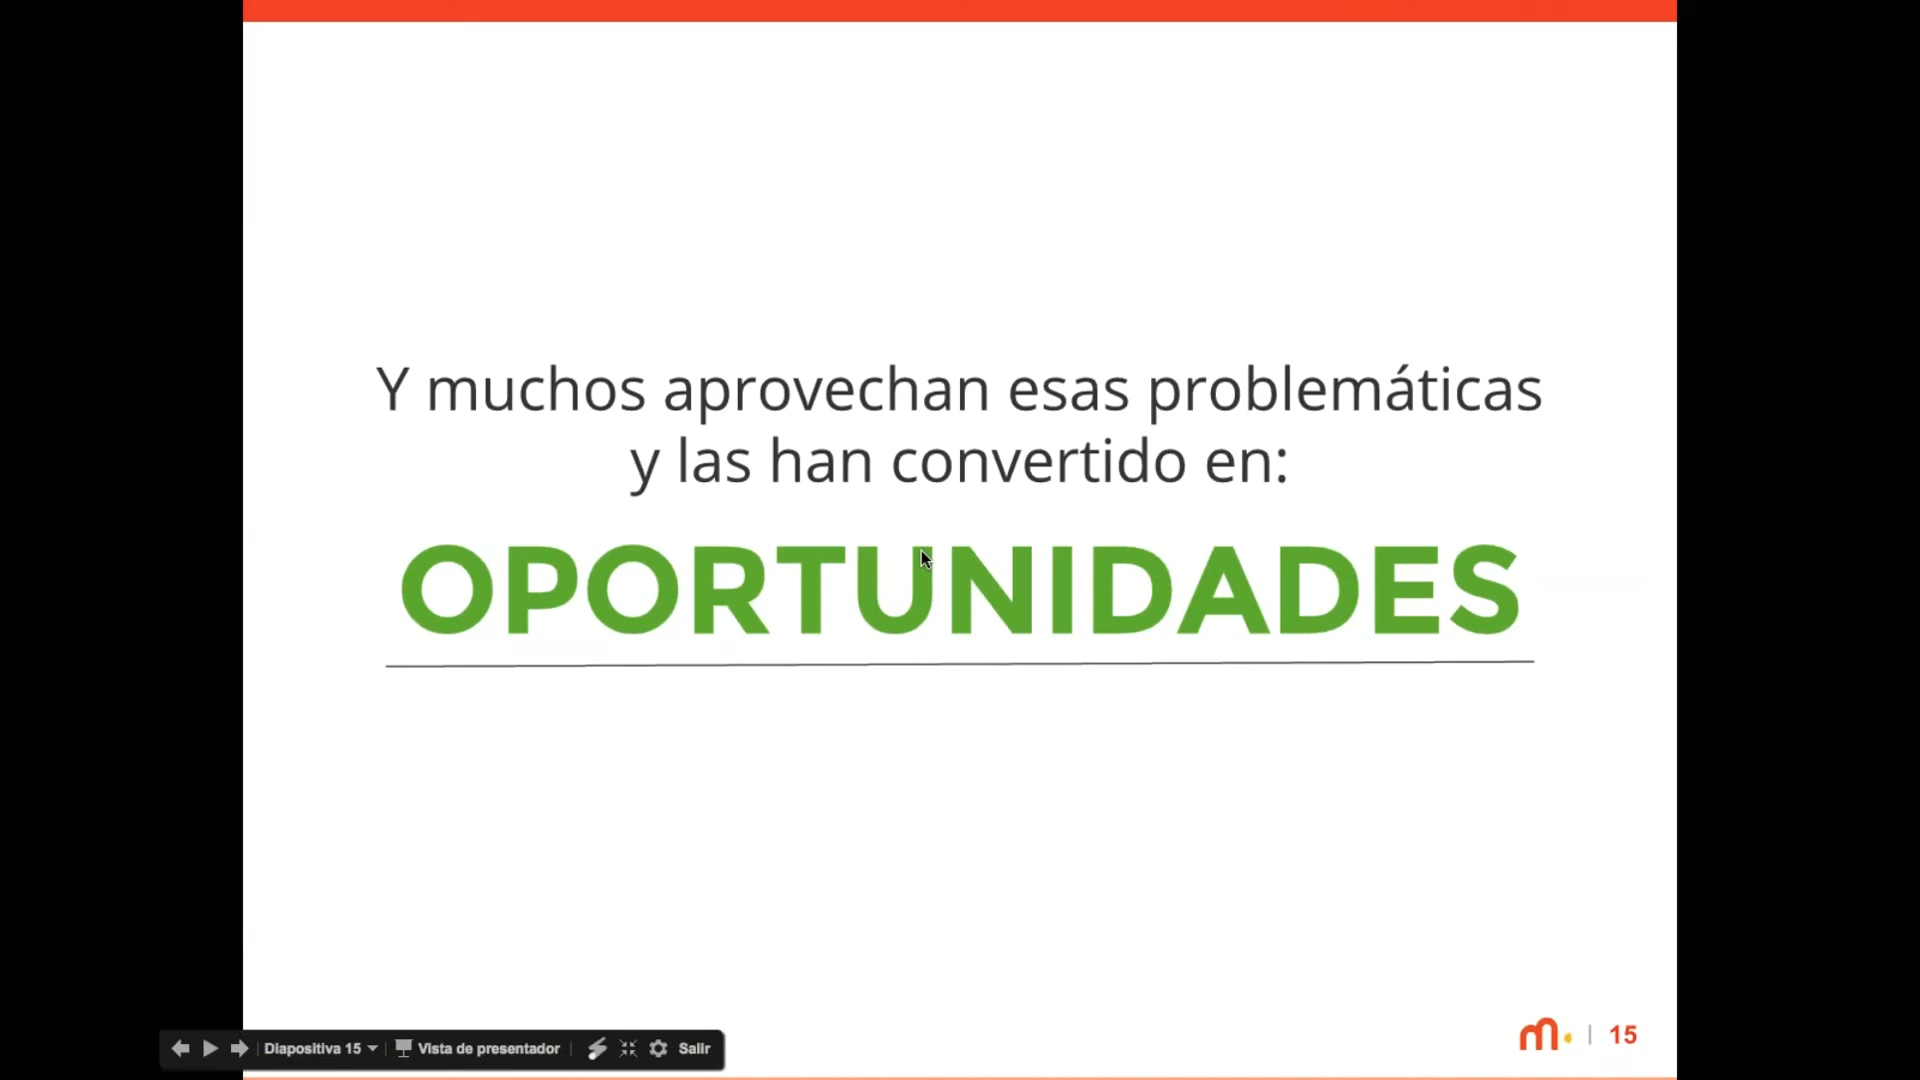 Y muchos aprovechan esas problemáticas
y las han convertido en:
OPORTUNIDADES
m. | 15
Diapositiva 15 Vista de presentador Salir